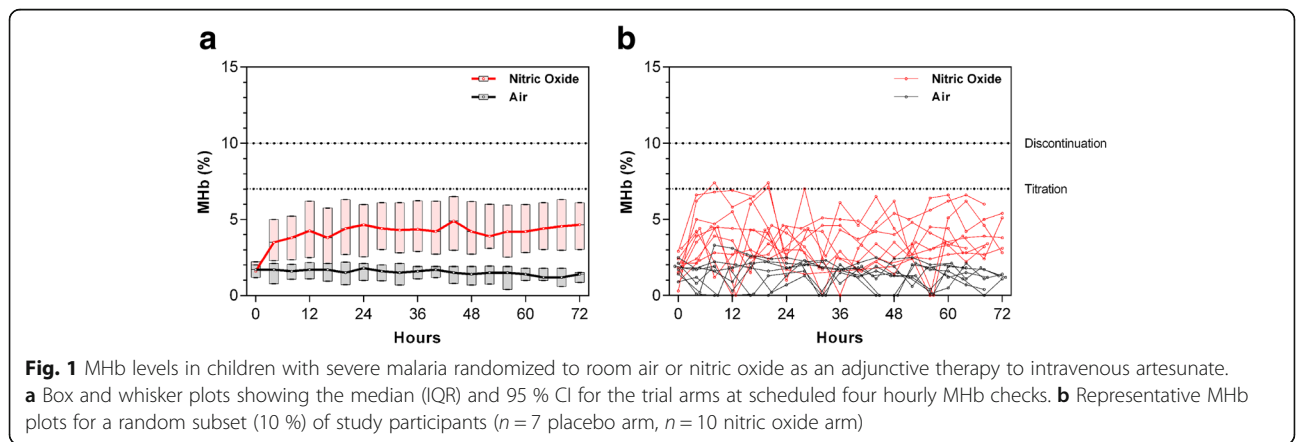 a
15
10
5
0
MHb (%)
Nitric Oxide
Air
0 12 24 36 48 60 72
Hours
b
15
10
5
0
MHb (%)
Nitric Oxide
Air
Discontinuation
Titration
0 12 24 36 48 60 72
Hours
Fig. 1 MHb levels in children with severe malaria randomized to room air or nitric oxide as an adjunctive therapy to intravenous artesunate.
a Box and whisker plots showing the median (IQR) and 95 % CI for the trial arms at scheduled four hourly MHb checks. b Representative MHb
plots for a random subset (10 %) of study participants (n = 7 placebo arm, n = 10 nitric oxide arm)